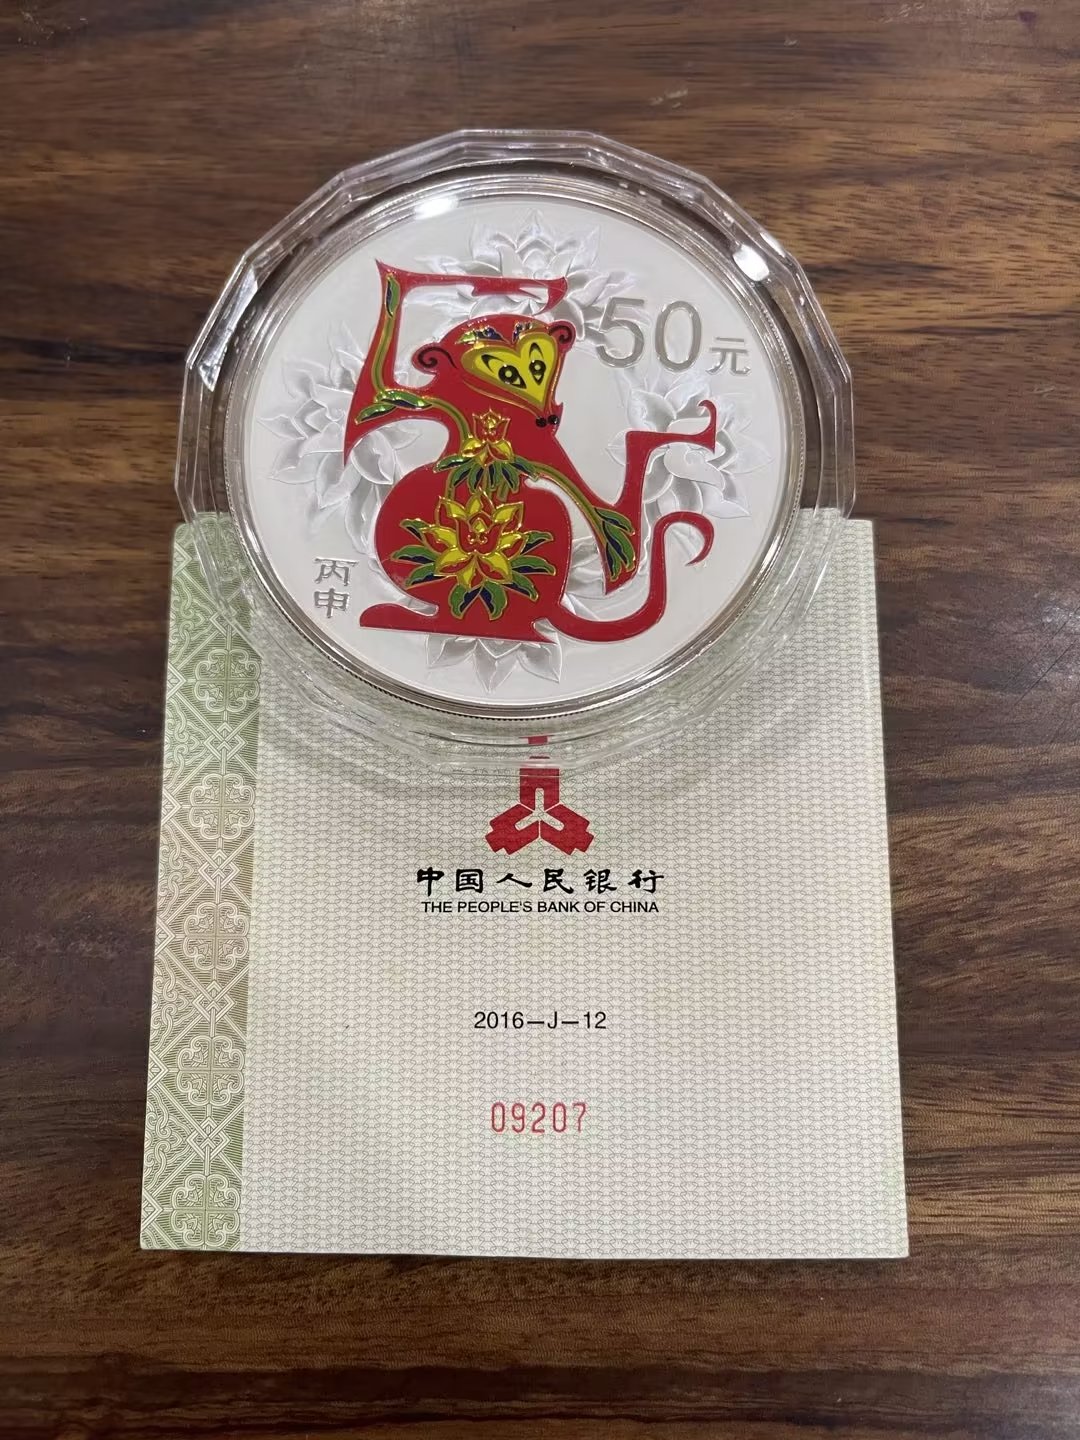 50元
丙
申
中国人民银行
THE PEOPLE'S BANK OF CHINA
2016—J—12
09207